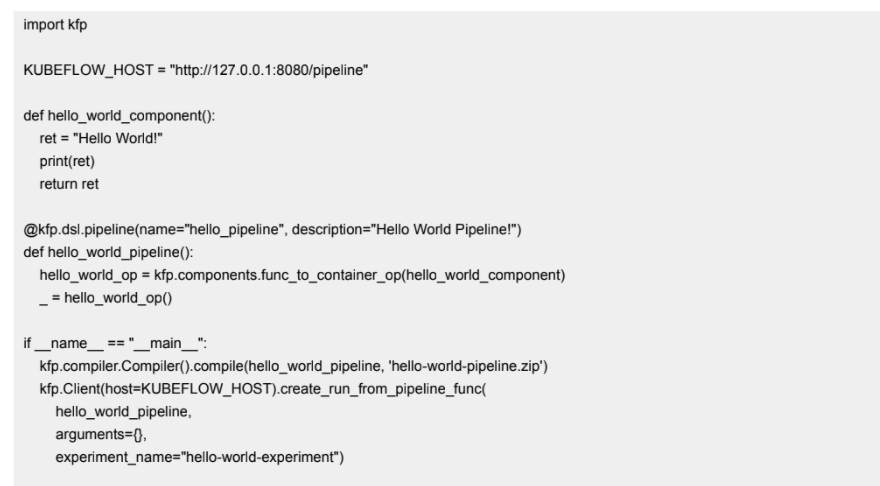 import kfp
KUBEFLOW_HOST = "http://127.0.0.1:8080/pipeline"
def hello_world_component():
ret = "Hello World!"
print(ret)
return ret
@kfp.dsl.pipeline(name="hello_pipeline", description="Hello World Pipeline!")
def hello_world_pipeline():
hello_world_op = kfp.components.func_to_container_op(hello_world_component)
_ = hello_world_op()
if __name__ == "__main__":
kfp.compiler.Compiler().compile(hello_world_pipeline, 'hello-world-pipeline.zip')
kfp.Client(host=KUBEFLOW_HOST).create_run_from_pipeline_func(
hello_world_pipeline,
arguments={},
experiment_name="hello-world-experiment")